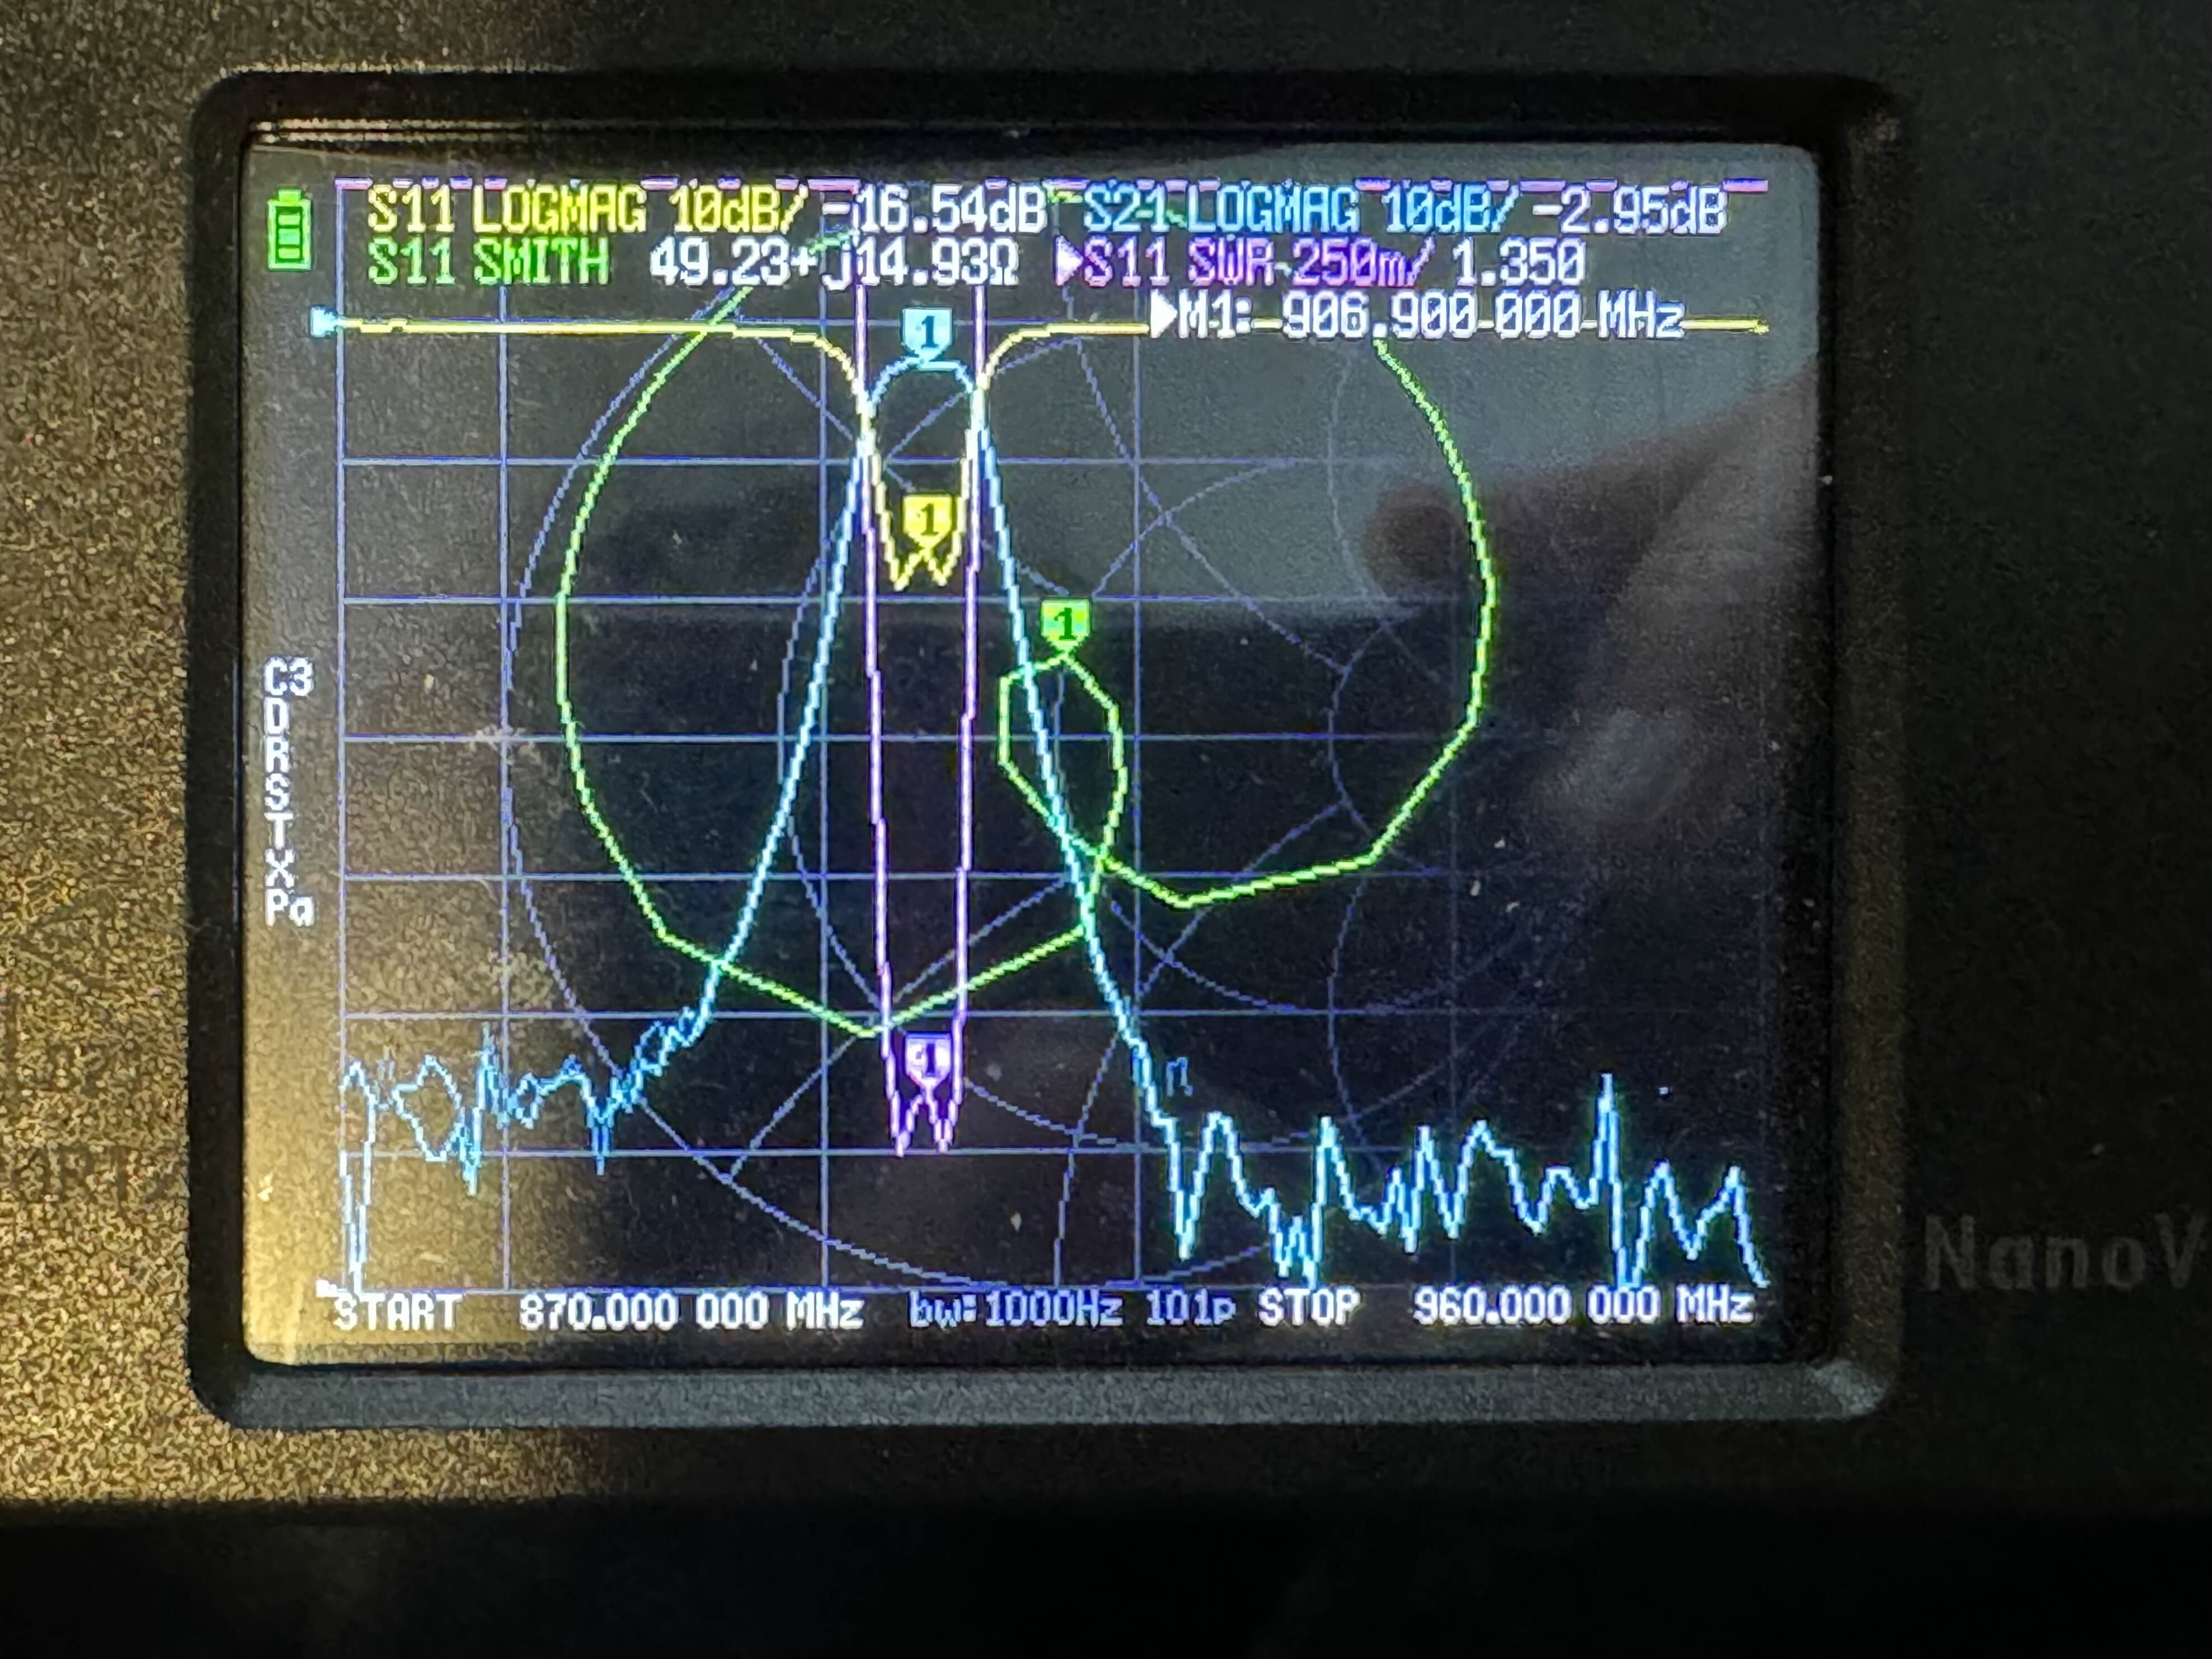 S11 LOGMAG 10dB/ -16.54dB S21 LOGMAG 10dB/ -2.95dB
S11 SMITH 49.23+j14.93Ω ▶S11 SWR 250m/ 1.350
▶M1: 906.900 000 MHz
1
1
1
C3
D
R
S
T
X
Pa
1
START 870.000 000 MHz bw:1000Hz 101p STOP 960.000 000 MHz
NanoV